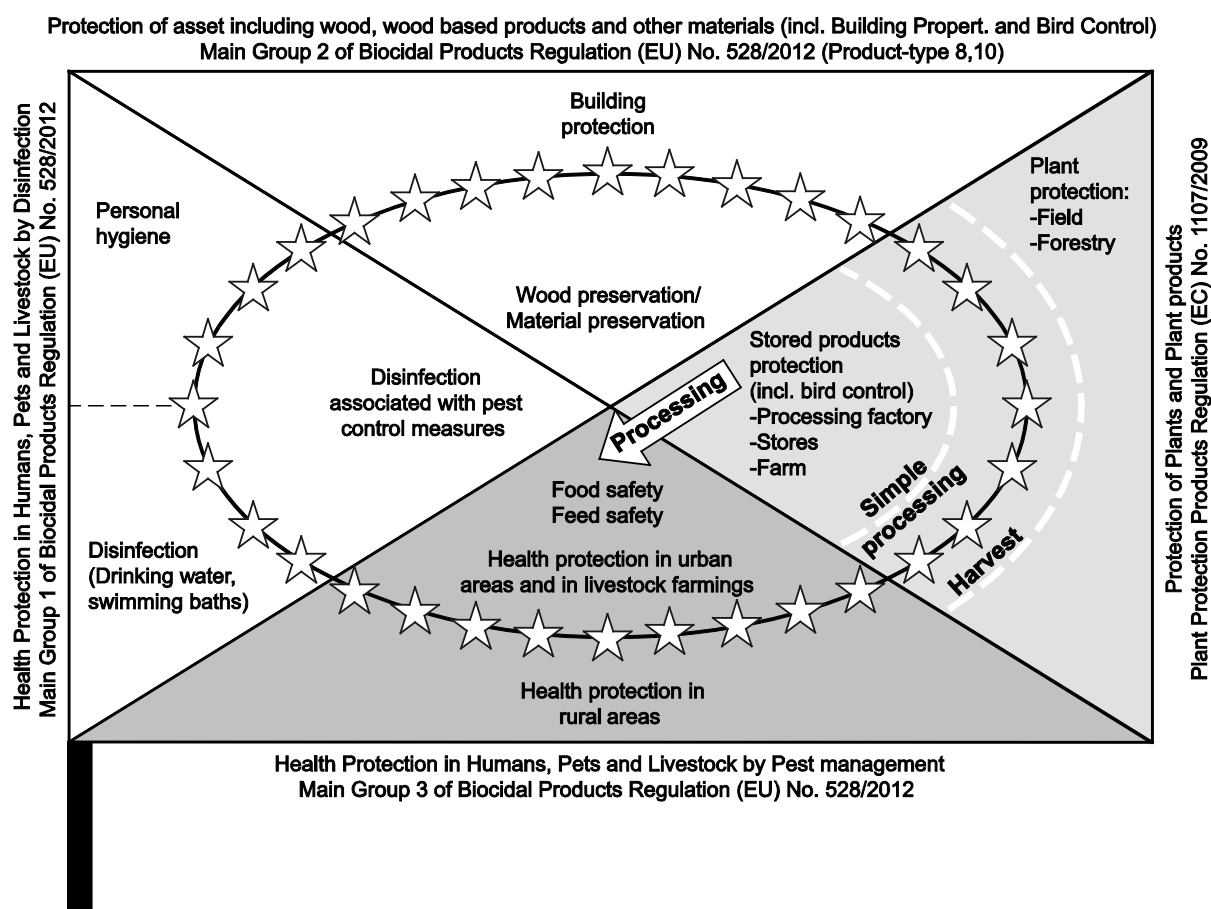 Protection of asset including wood, wood based products and other materials (incl. Building Propert. and Bird Control)
Main Group 2 of Biocidal Products Regulation (EU) No. 528/2012 (Product-type 8,10)
Health Protection in Humans, Pets and Livestock by Disinfection
Main Group 1 of Biocidal Products Regulation (EU) No. 528/2012
Building
protection
Personal
hygiene
Plant
protection:
-Field
-Forestry
Wood preservation/
Material preservation
Disinfection
associated with pest
control measures
Stored products
protection
(incl. bird control)
-Processing factory
-Stores
-Farm
Processing
Simple
processing
Harvest
Food safety
Feed safety
Health protection in urban
areas and in livestock farmings
Disinfection
(Drinking water,
swimming baths)
Health protection in
rural areas
Protection of Plants and Plant products
Plant Protection Products Regulation (EC) No. 1107/2009
Health Protection in Humans, Pets and Livestock by Pest management
Main Group 3 of Biocidal Products Regulation (EU) No. 528/2012